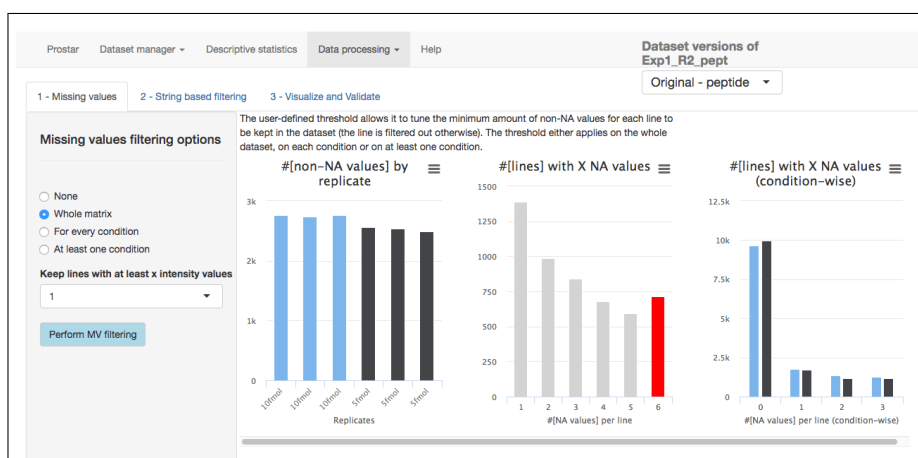 Prostar Dataset manager Descriptive statistics Data processing Help
Dataset versions of
Exp1_R2_pept
Original - peptide
1 - Missing values 2 - String based filtering 3 - Visualize and Validate
Missing values filtering options
None
Whole matrix
For every condition
At least one condition
Keep lines with at least x intensity values
1
Perform MV filtering
The user-defined threshold allows it to tune the minimum amount of non-NA values for each line to
be kept in the dataset (the line is filtered out otherwise). The threshold either applies on the whole
dataset, on each condition or on at least one condition.
#[non-NA values] by
replicate
3k
2k
1k
0
10fmol 10fmol 10fmol 5fmol 5fmol 5fmol
Replicates
#[lines] with X NA values
1500
1250
1000
750
500
250
0
1 2 3 4 5 6
#[NA values] per line
#[lines] with X NA values
(condition-wise)
12.5k
10k
7.5k
5k
2.5k
0
0 1 2 3
#[NA values] per line (condition-wise)